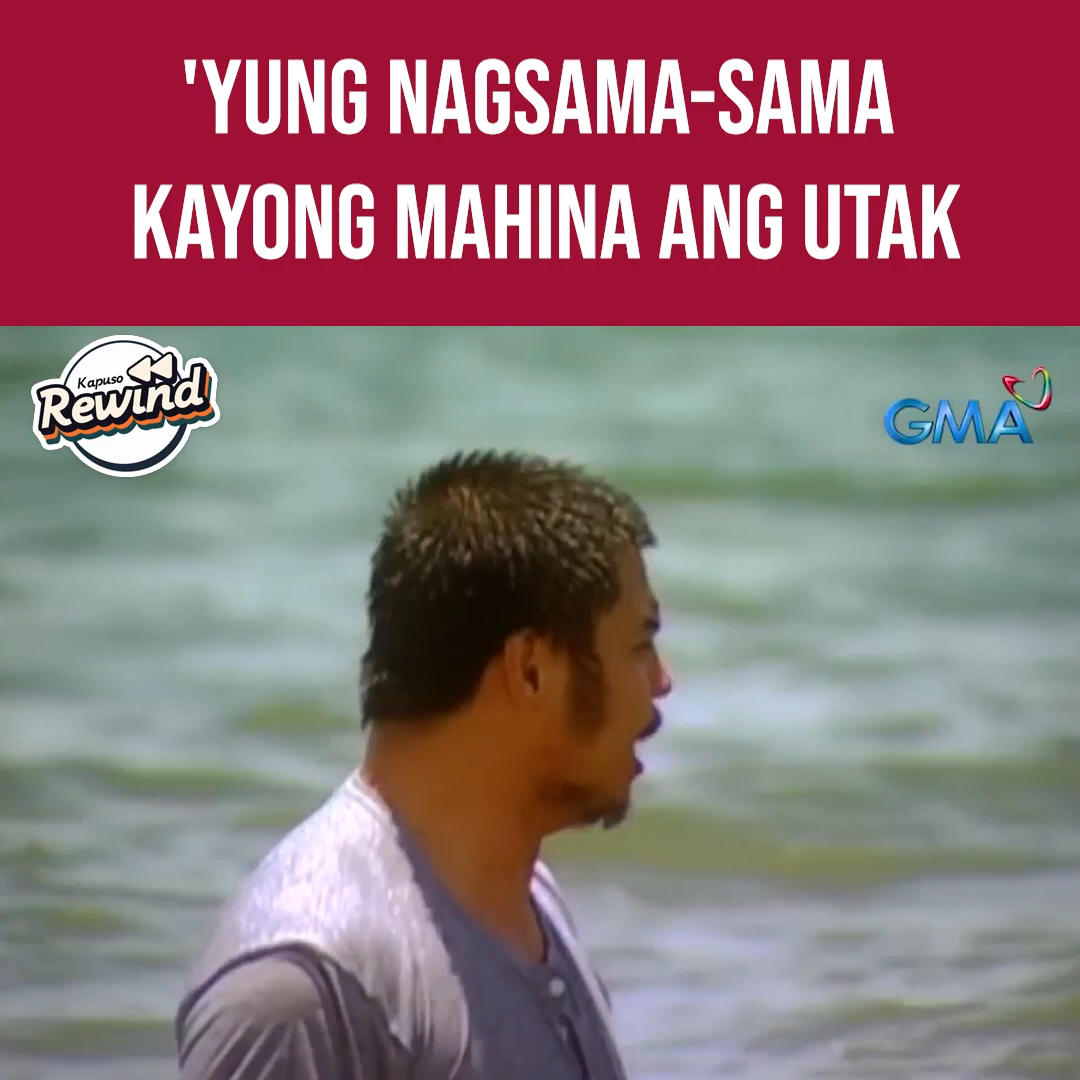 'YUNG NAGSAMA-SAMA
KAYONG MAHINA ANG UTAK
Kapuso
Rewind
GMA